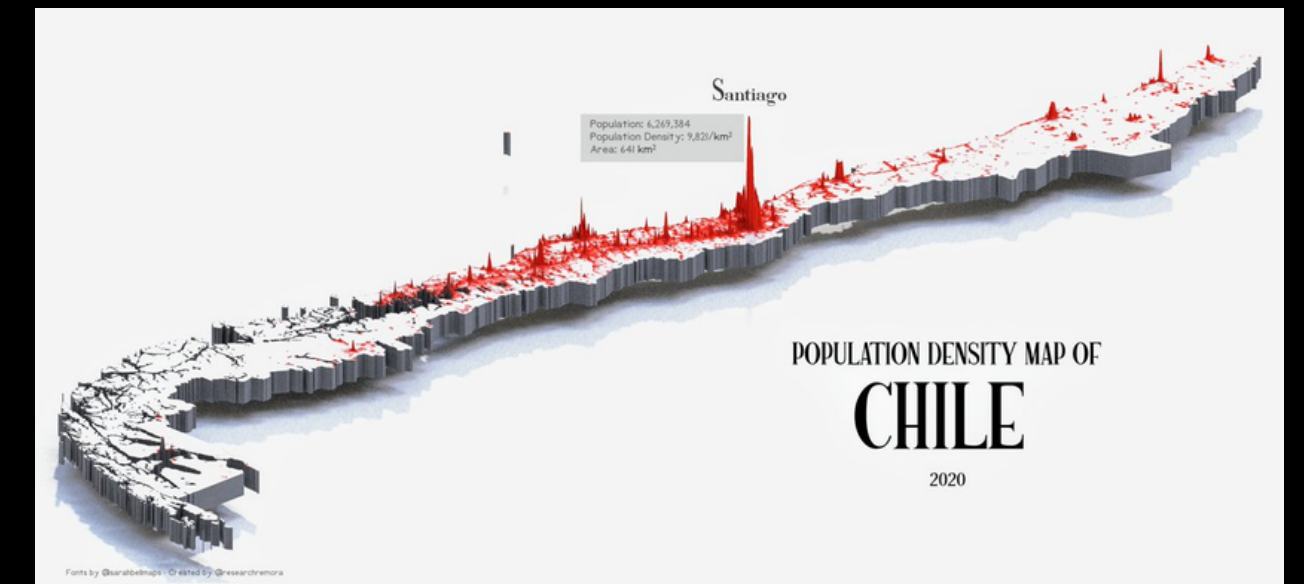 Santiago
Population: 6,269,384
Population Density: 9,821/km²
Area: 641 km²
POPULATION DENSITY MAP OF
CHILE
2020
Fonts by @sarahbellmaps - Created by @researchremora